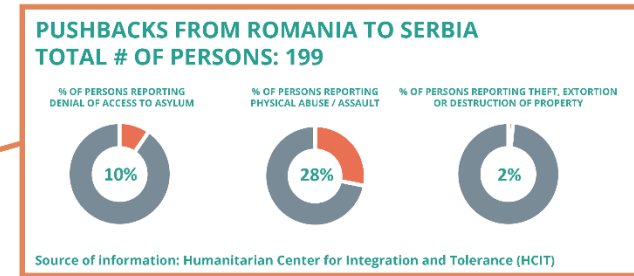 PUSHBACKS FROM ROMANIA TO SERBIA
TOTAL # OF PERSONS: 199
% OF PERSONS REPORTING
DENIAL OF ACCESS TO ASYLUM
10%
% OF PERSONS REPORTING
PHYSICAL ABUSE / ASSAULT
28%
% OF PERSONS REPORTING THEFT, EXTORTION
OR DESTRUCTION OF PROPERTY
2%
Source of information: Humanitarian Center for Integration and Tolerance (HCIT)